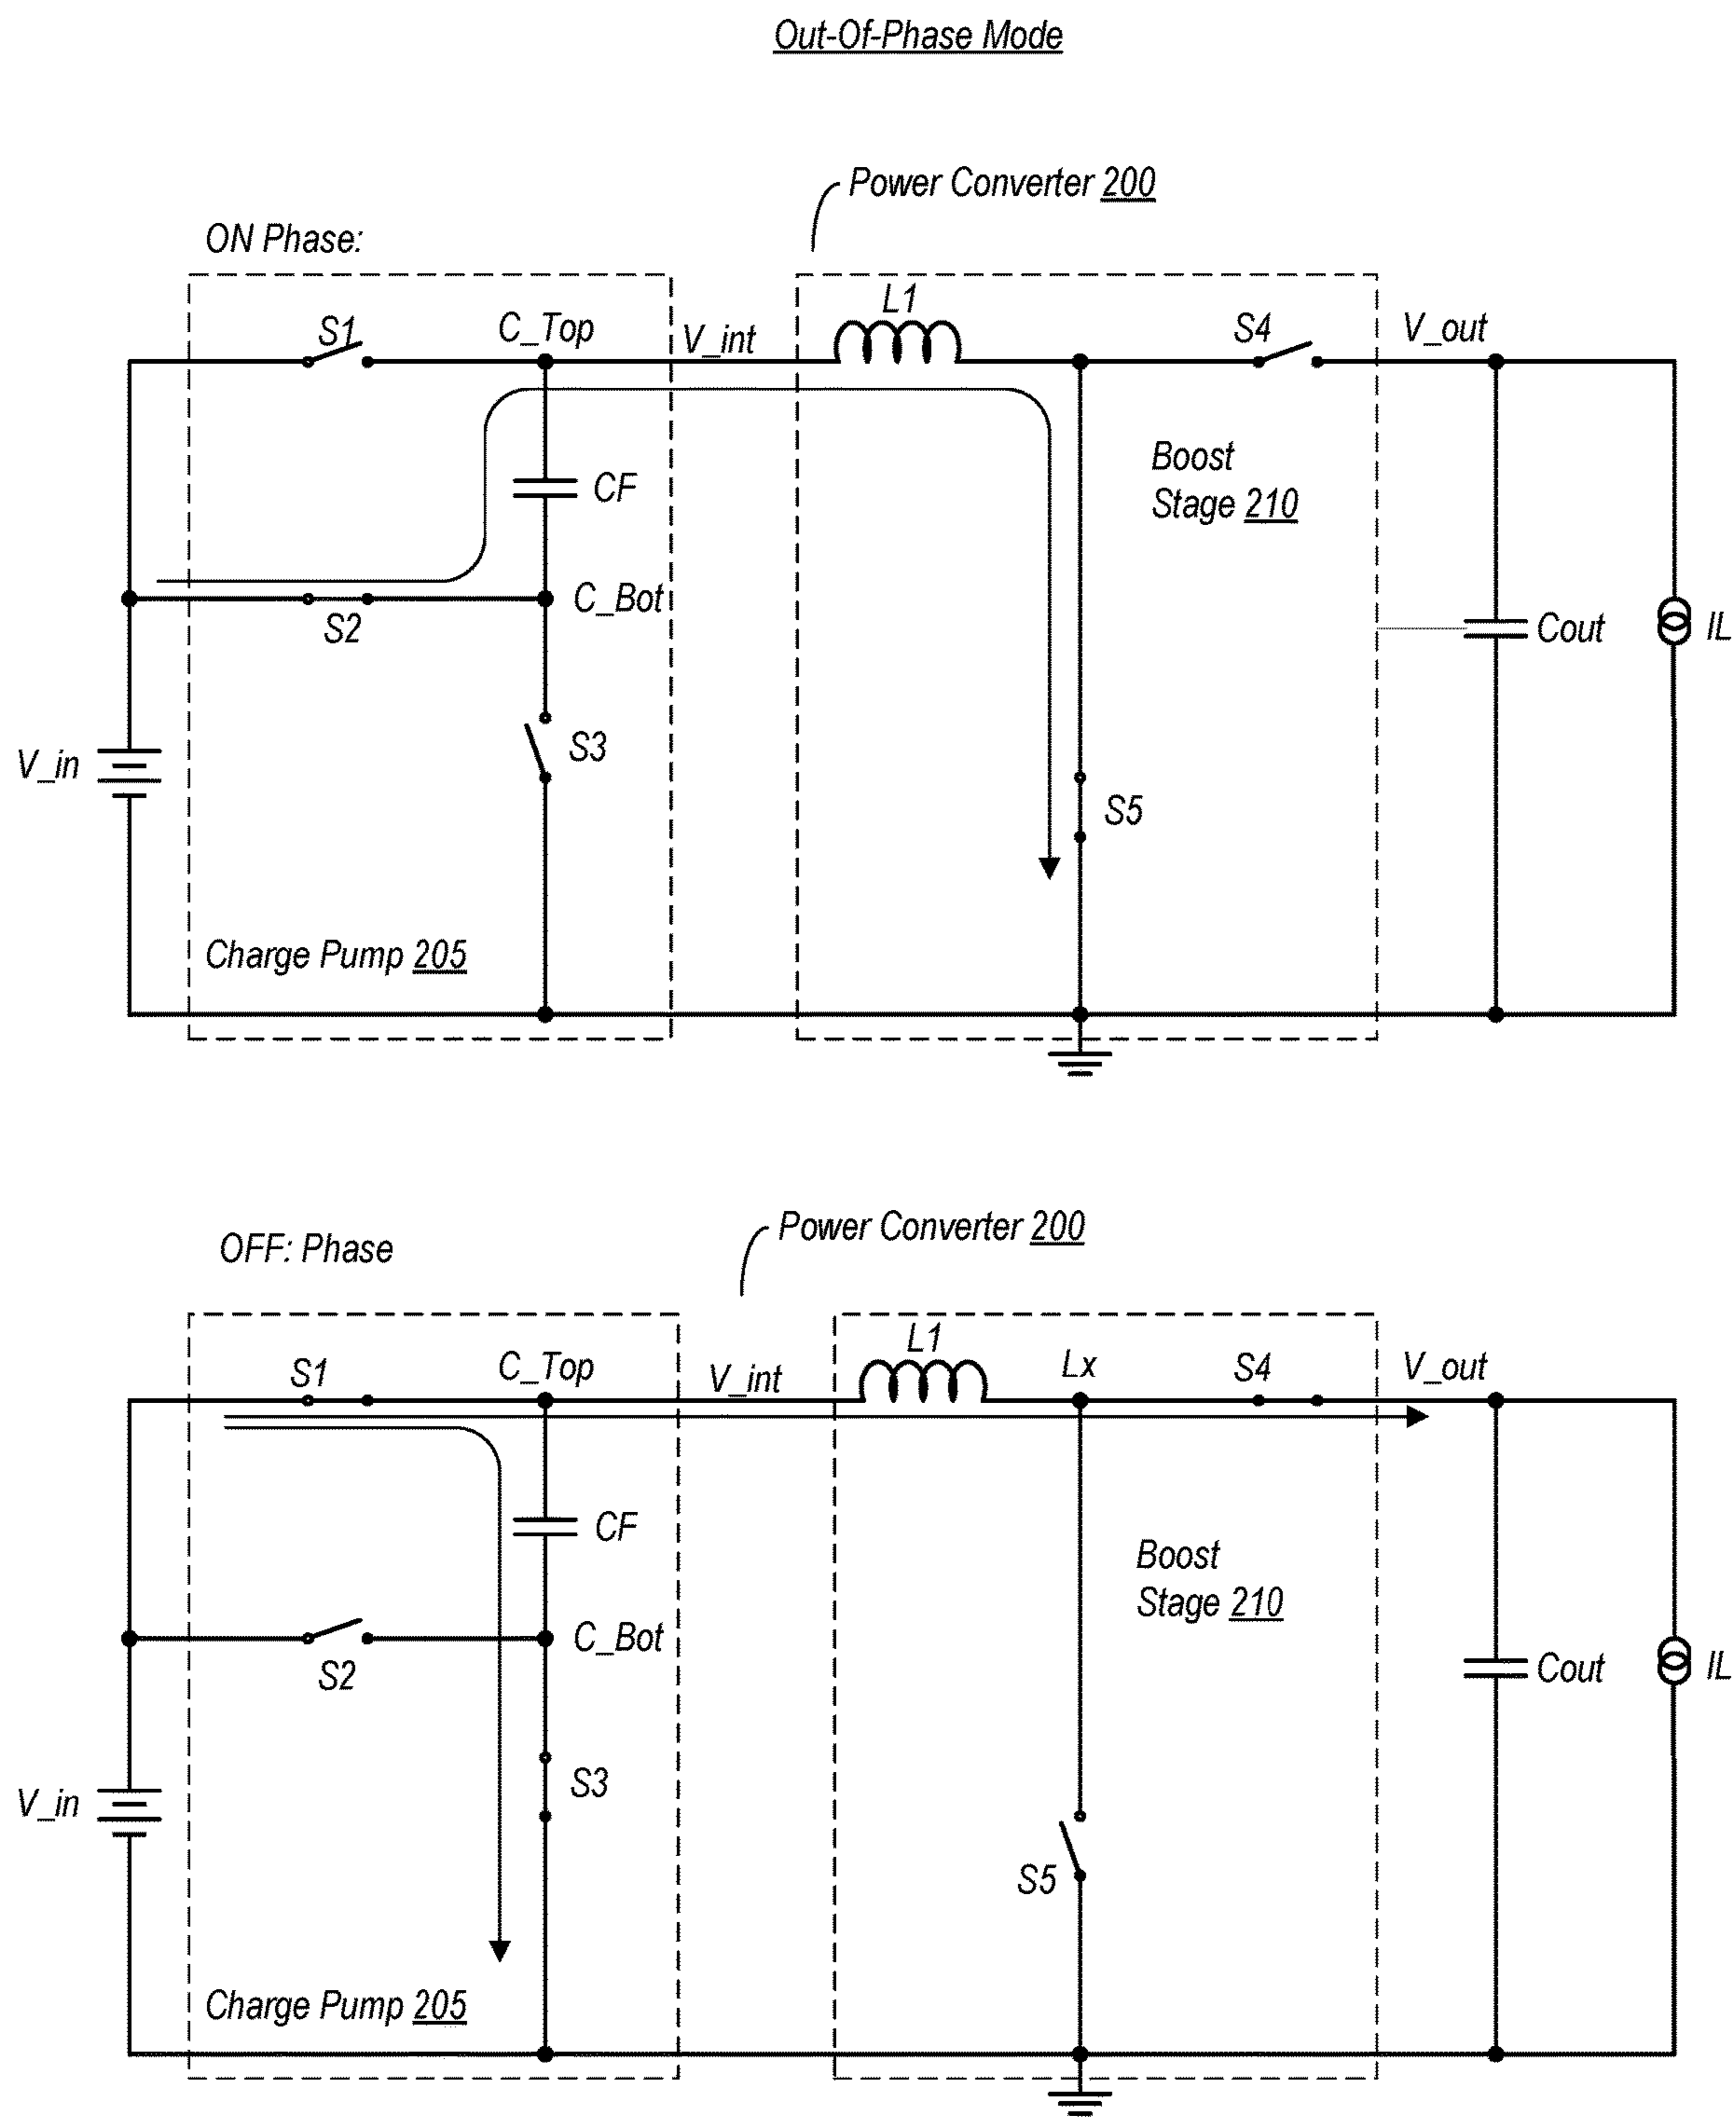 Out-Of-Phase Mode
Power Converter 200
ON Phase:
S1
C_Top
V_int
L1
S4
V_out
CF
Boost
Stage 210
C_Bot
S2
Cout
IL
V_in
S3
S5
Charge Pump 205
Power Converter 200
OFF: Phase
S1
C_Top
V_int
L1
Lx
S4
V_out
CF
Boost
Stage 210
C_Bot
S2
Cout
IL
V_in
S3
S5
Charge Pump 205